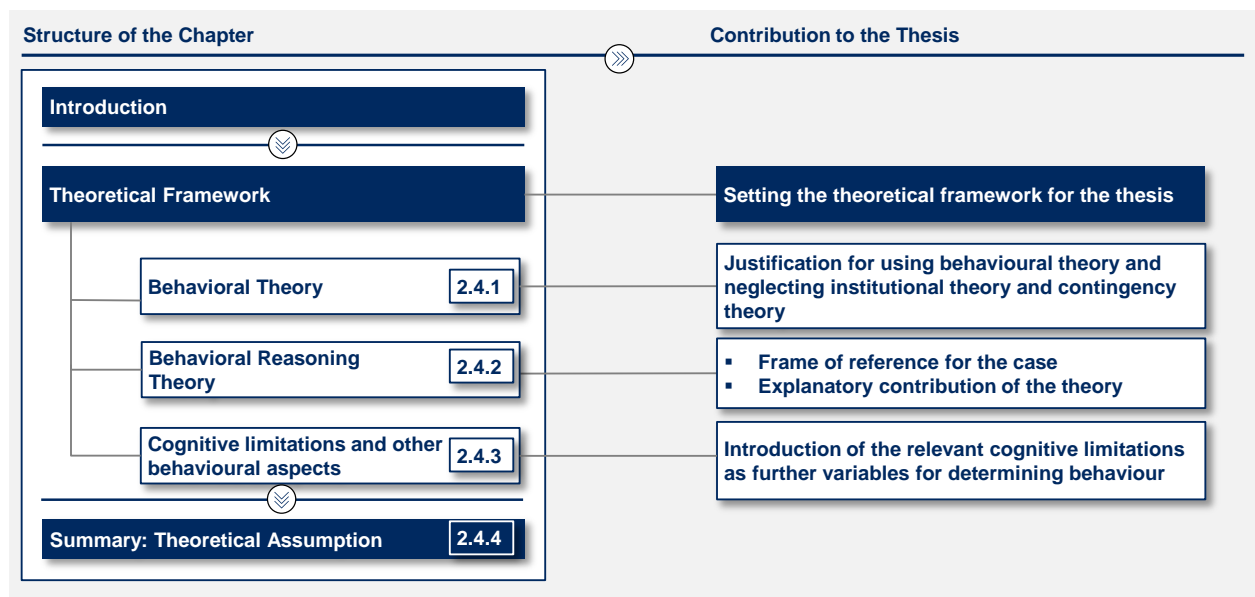 Structure of the Chapter
Contribution to the Thesis
Introduction
Theoretical Framework
Setting the theoretical framework for the thesis
Behavioral Theory
2.4.1
Justification for using behavioural theory and
neglecting institutional theory and contingency
theory
Behavioral Reasoning
Theory
2.4.2
▪ Frame of reference for the case
▪ Explanatory contribution of the theory
Cognitive limitations and other
behavioural aspects
2.4.3
Introduction of the relevant cognitive limitations
as further variables for determining behaviour
Summary: Theoretical Assumption
2.4.4